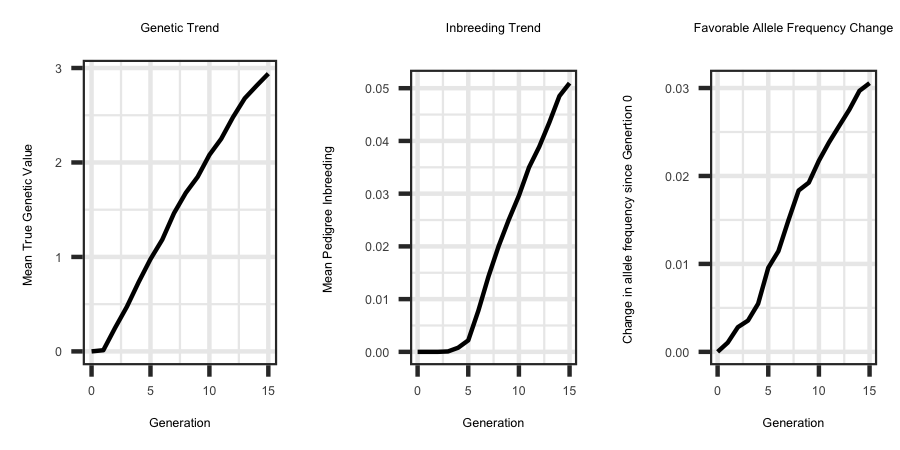 Genetic Trend
Mean True Genetic Value
3
2
1
0
0 5 10 15
Generation
Inbreeding Trend
Mean Pedigree Inbreeding
0.05
0.04
0.03
0.02
0.01
0.00
0 5 10 15
Generation
Favorable Allele Frequency Change
Change in allele frequency since Genertion 0
0.03
0.02
0.01
0.00
0 5 10 15
Generation